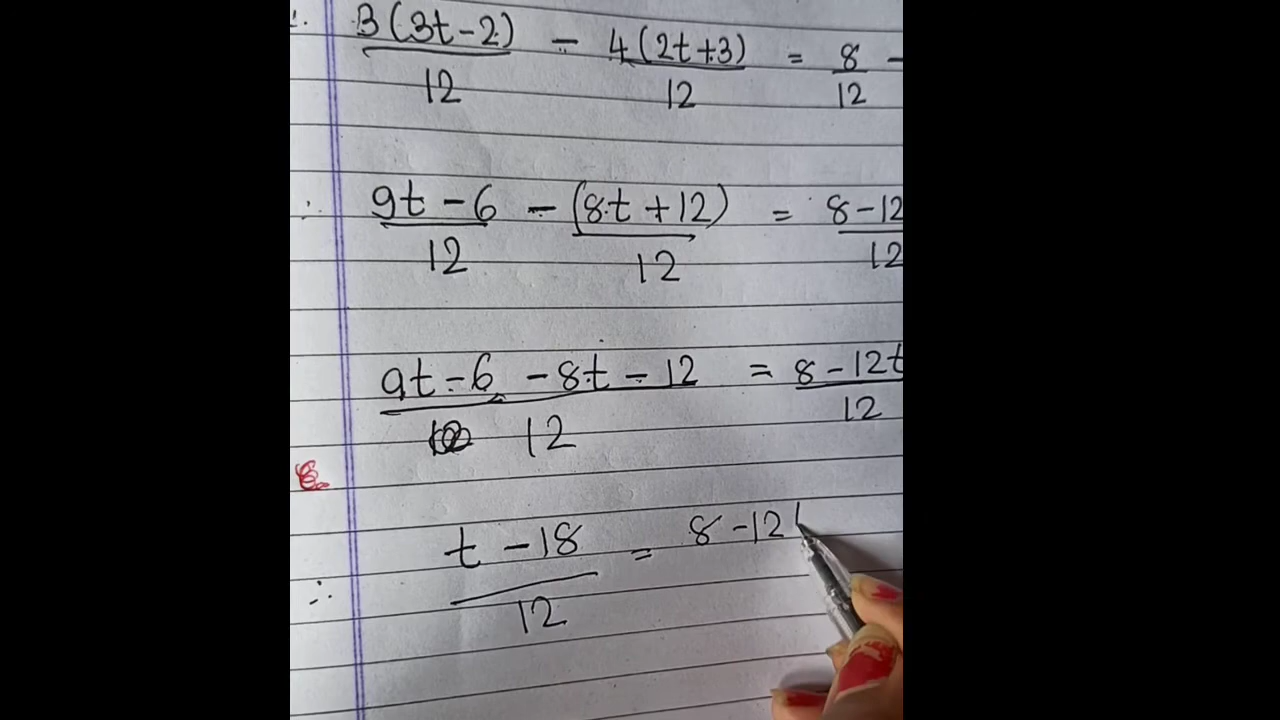 3(3t-2) - 4(2t+3) = 8 -
12 12 12
∴ 9t - 6 - (8t + 12) = 8 - 12
12 12 12
9t - 6 - 8t - 12 = 8 - 12t
12 12
∴ t - 18 = 8 - 12
12